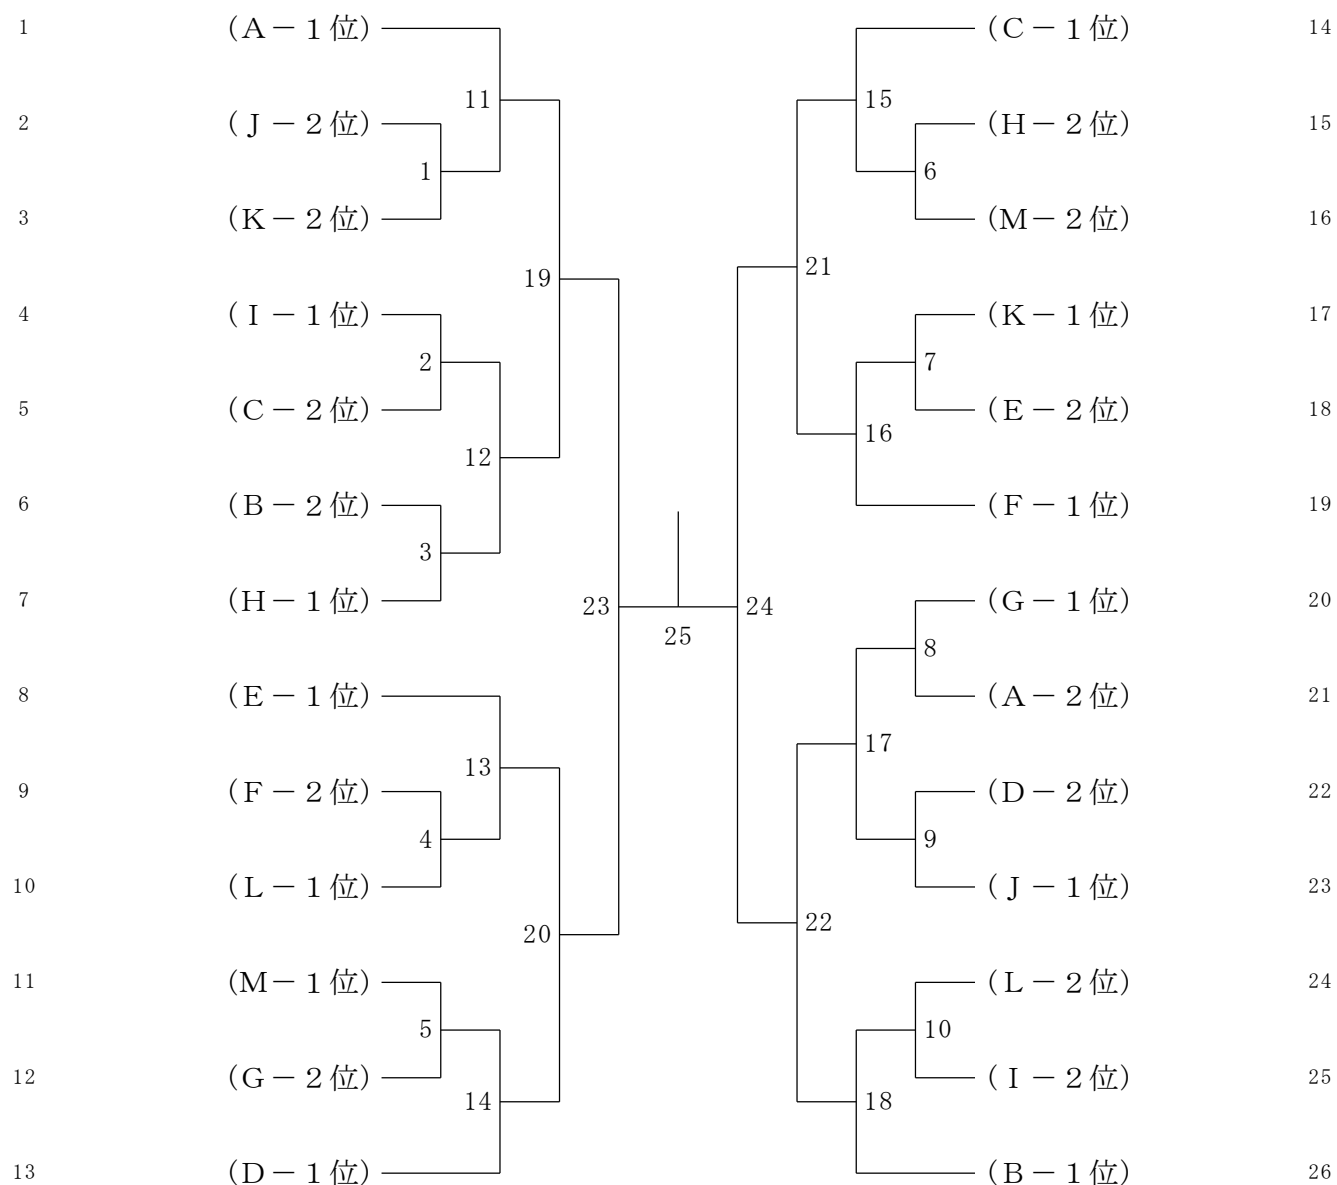 1 （A－1位） （C－1位） 14
11 15
2 （J－2位） （H－2位） 15
1 6
3 （K－2位） （M－2位） 16
21
19
4 （I－1位） （K－1位） 17
2 7
5 （C－2位） （E－2位） 18
16
12
6 （B－2位） （F－1位） 19
3
7 （H－1位） （G－1位） 20
23 24
25
8
8 （E－1位） （A－2位） 21
17
13
9 （F－2位） （D－2位） 22
4 9
10 （L－1位） （J－1位） 23
22
20
11 （M－1位） （L－2位） 24
5 10
12 （G－2位） （I－2位） 25
14 18
13 （D－1位） （B－1位） 26